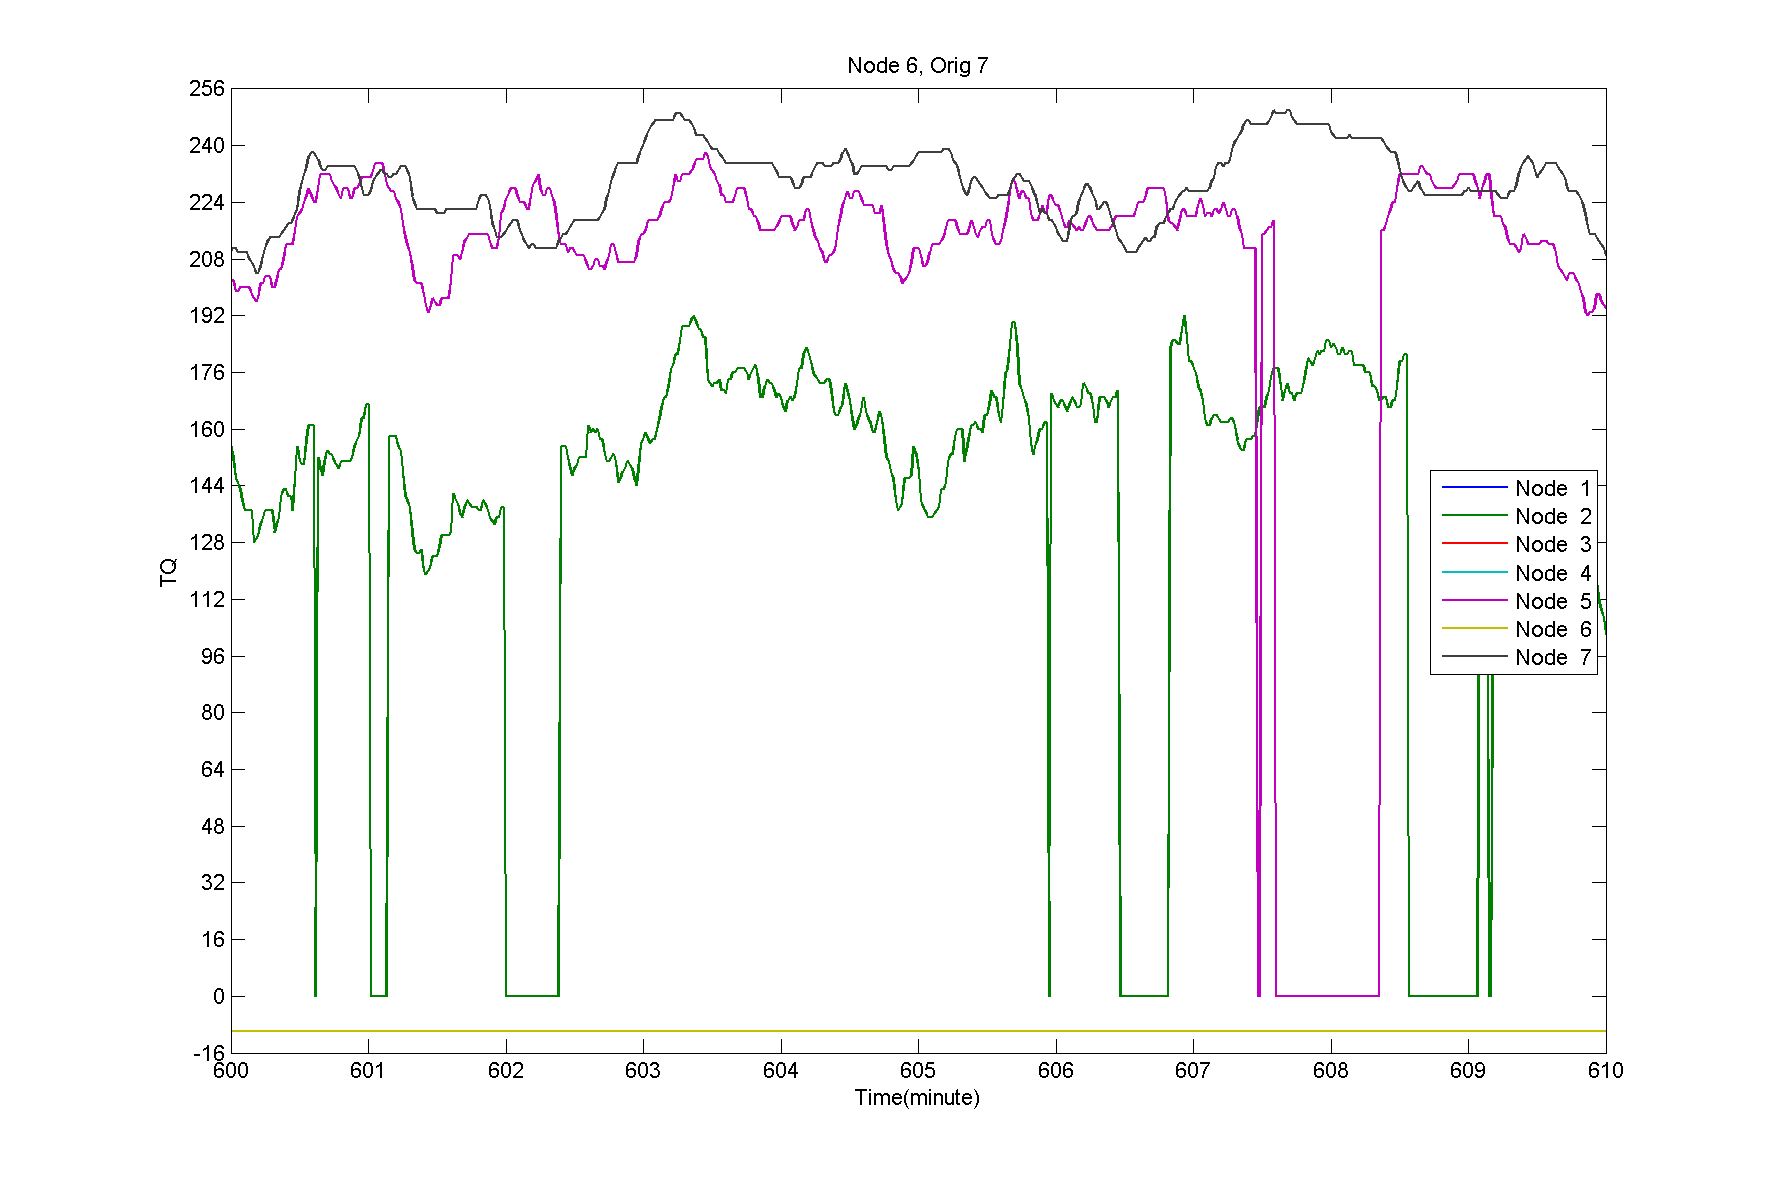 Node 6, Orig 7
256
240
224
208
192
176
160
144
128
112
96
80
64
48
32
16
0
-16
TQ
Node 1
Node 2
Node 3
Node 4
Node 5
Node 6
Node 7
600 601 602 603 604 605 606 607 608 609 610
Time(minute)